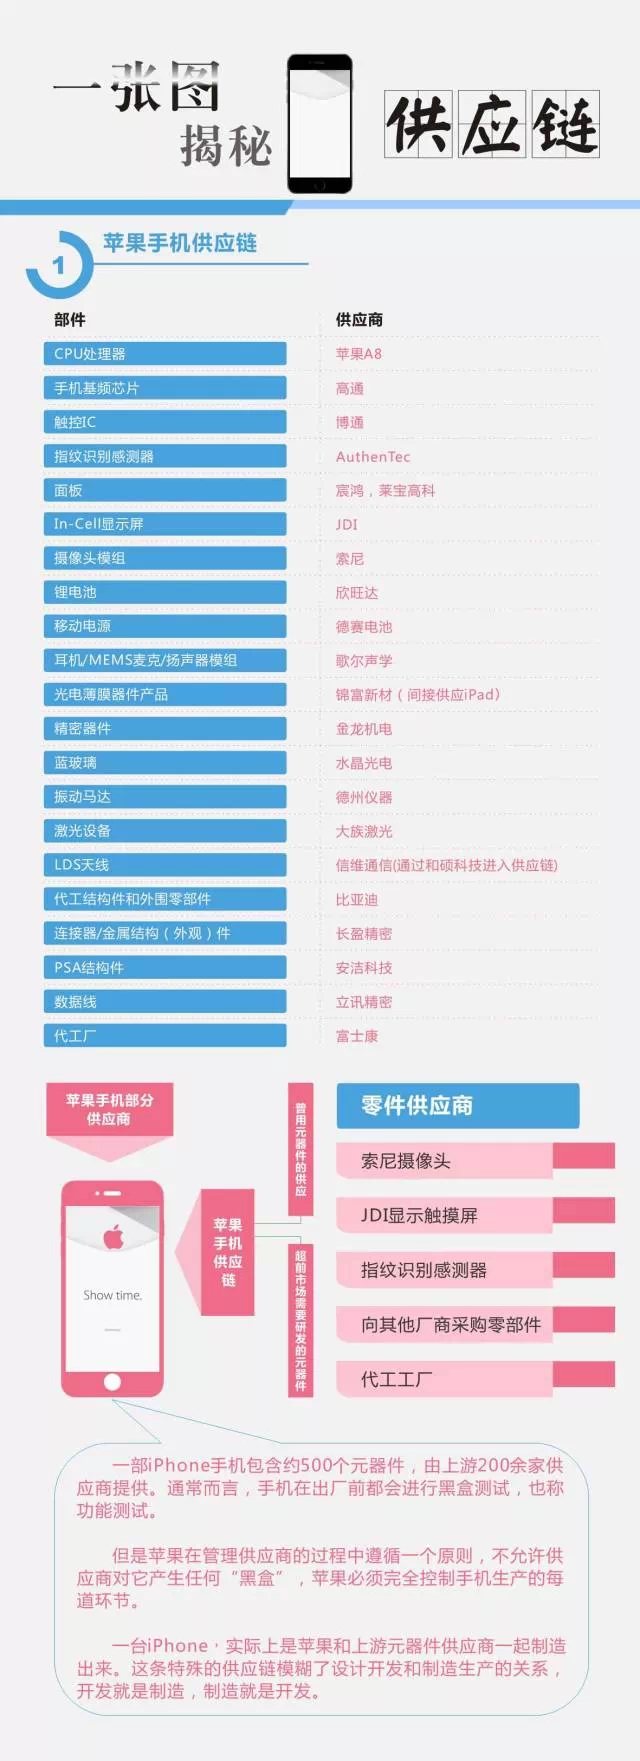 一张图
揭秘
供应链
1
苹果手机供应链
部件 供应商
CPU处理器 苹果A8
手机基频芯片 高通
触控IC 博通
指纹识别感测器 AuthenTec
面板 宸鸿，莱宝高科
In-Cell显示屏 JDI
摄像头模组 索尼
锂电池 欣旺达
移动电源 德赛电池
耳机/MEMS麦克/扬声器模组 歌尔声学
光电薄膜器件产品 锦富新材（间接供应iPad）
精密器件 金龙机电
蓝玻璃 水晶光电
振动马达 德州仪器
激光设备 大族激光
LDS天线 信维通信(通过和硕科技进入供应链)
代工结构件和外围零部件 比亚迪
连接器/金属结构（外观）件 长盈精密
PSA结构件 安洁科技
数据线 立讯精密
代工厂 富士康
苹果手机部分
供应商
Show time.
苹果
手机
供应
链
曾用元器件的供应
超前市场需要研发的元器件
零件供应商
索尼摄像头
JDI显示触摸屏
指纹识别感测器
向其他厂商采购零部件
代工工厂
一部iPhone手机包含约500个元器件，由上游200余家供
应商提供。通常而言，手机在出厂前都会进行黑盒测试，也称
功能测试。
但是苹果在管理供应商的过程中遵循一个原则，不允许供
应商对它产生任何“黑盒”，苹果必须完全控制手机生产的每
道环节。
一台iPhone，实际上是苹果和上游元器件供应商一起制造
出来。这条特殊的供应链模糊了设计开发和制造生产的关系，
开发就是制造，制造就是开发。